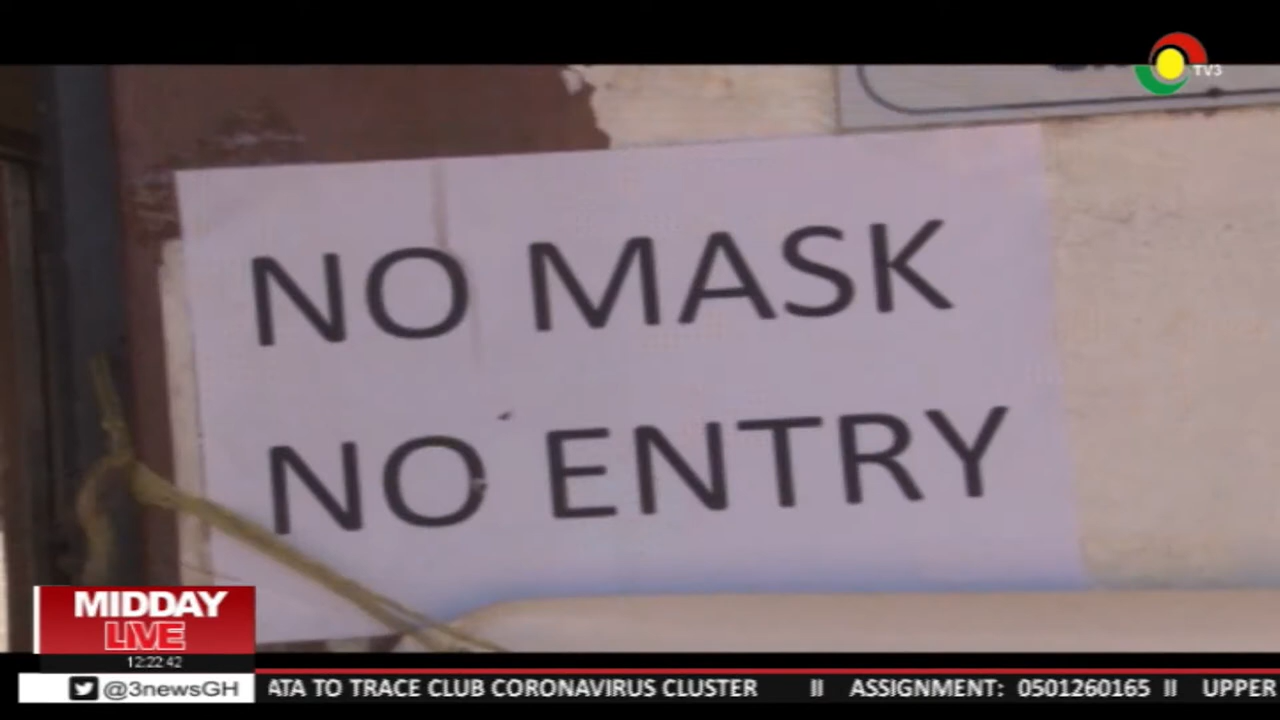 TV3
NO MASK
NO ENTRY
MIDDAY
LIVE
12:22:42
@3newsGH
ATA TO TRACE CLUB CORONAVIRUS CLUSTER || ASSIGNMENT: 0501260165 || UPPER